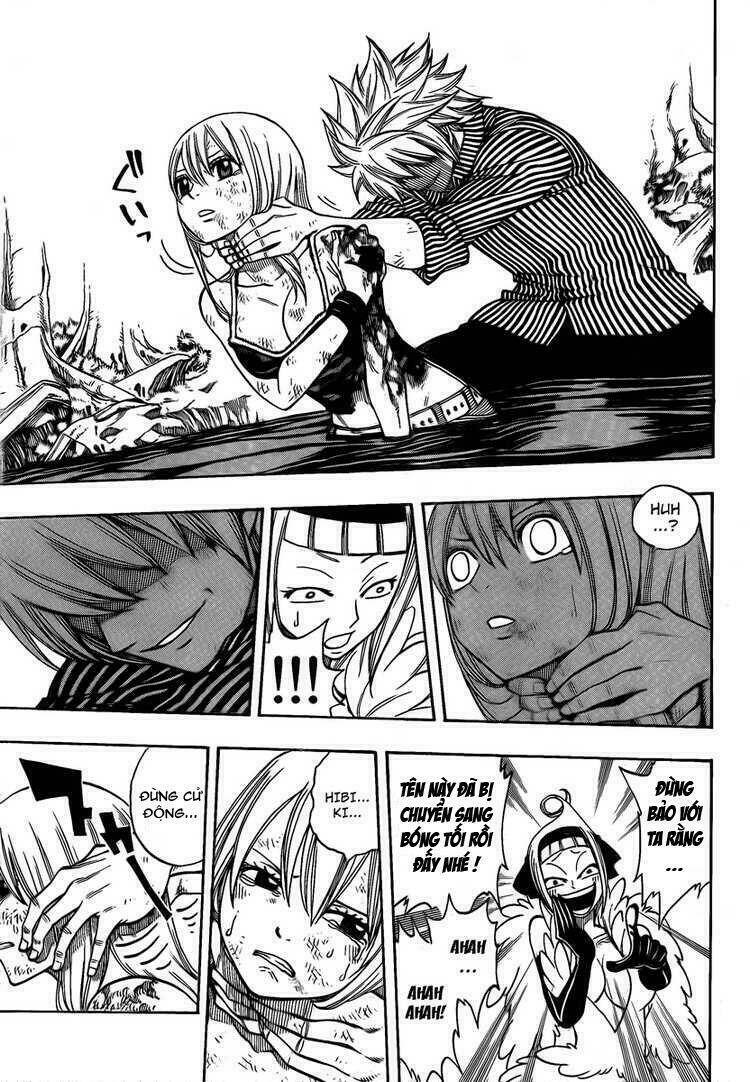 ぐいっ
HUH
...?
!!!
ĐỪNG
BẢO VỚI
TA RẰNG
...
TÊN NÀY ĐÃ BỊ
CHUYỂN SANG
BÓNG TỐI RỒI
ĐẤY NHÉ!
AHAH
...
AHAH
AHAH!
HIBI...
KI...
ĐỪNG CỬ
ĐỘNG...